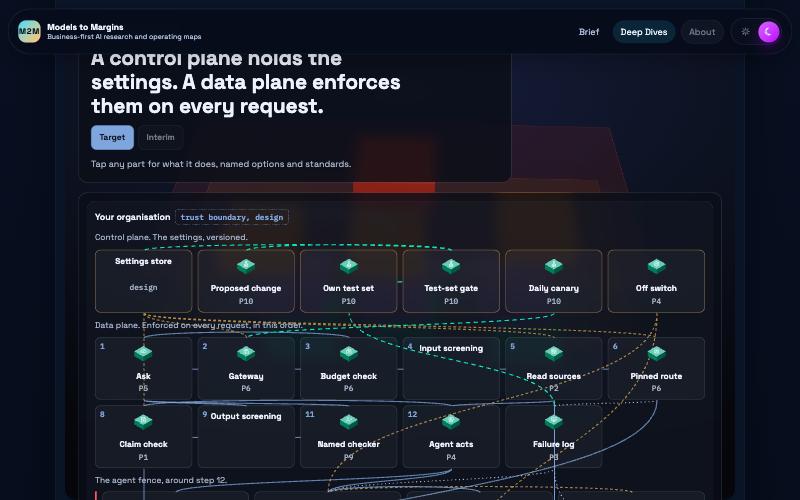 M2M
Models to Margins
Business-first AI research and operating maps
Brief
Deep Dives
About
A control plane holds the
settings. A data plane enforces
them on every request.
Target
Interim
Tap any part for what it does, named options and standards.
Your organisation
trust boundary, design
Control plane. The settings, versioned.
Settings store
design
Proposed change
P10
Own test set
P10
Test-set gate
P10
Daily canary
P10
Off switch
P4
Data plane. Enforced on every request, in this order.
1
Ask
P5
2
Gateway
P6
3
Budget check
P6
4
Input screening
5
Read sources
P2
6
Pinned route
P6
8
Claim check
P1
9
Output screening
11
Named checker
P9
12
Agent acts
P4
Failure log
P3
The agent fence, around step 12.